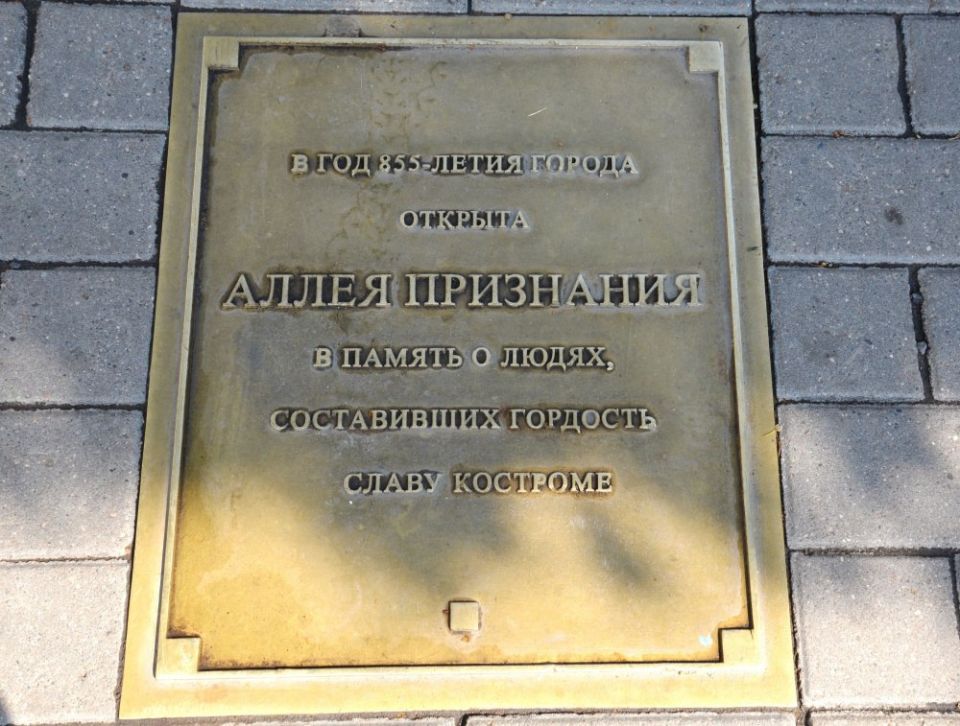 В ГОД 855-ЛЕТИЯ ГОРОДА
ОТКРЫТА
АЛЛЕЯ ПРИЗНАНИЯ
В ПАМЯТЬ О ЛЮДЯХ,
СОСТАВИВШИХ ГОРДОСТЬ
СЛАВУ КОСТРОМЕ